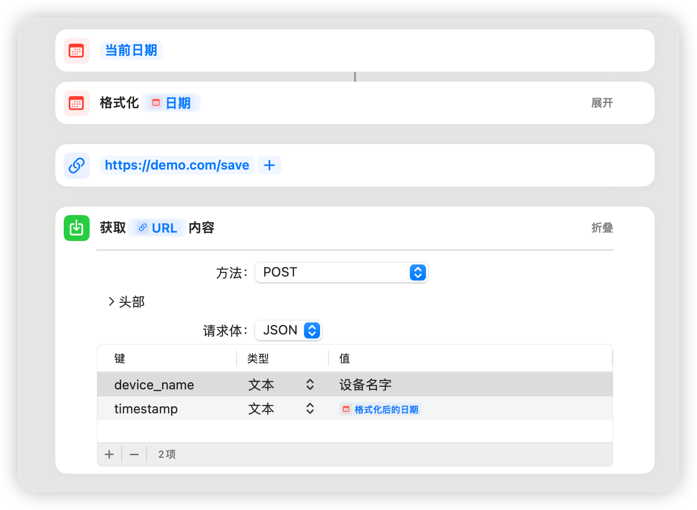 当前日期
格式化 日期 展开
https://demo.com/save +
获取 URL 内容 折叠
方法: POST
> 头部
请求体: JSON
键 类型 值
device_name 文本 设备名字
timestamp 文本 格式化后的日期
+ − 2项